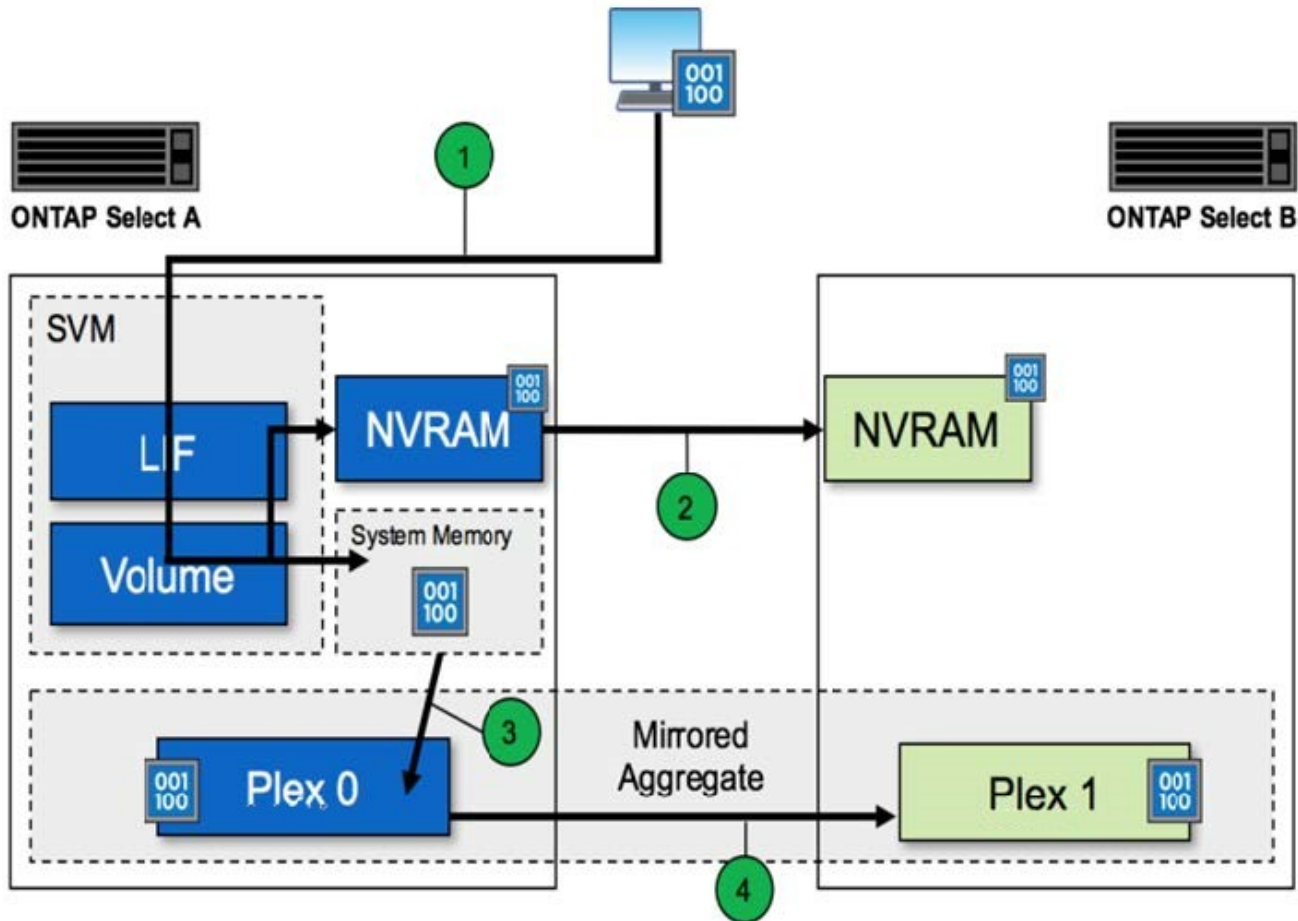 001
100
1
ONTAP Select A
ONTAP Select B
SVM
LIF
Volume
NVRAM
001
100
2
NVRAM
001
100
System Memory
001
100
3
Mirrored
Aggregate
001
100
Plex 0
Plex 1
001
100
4